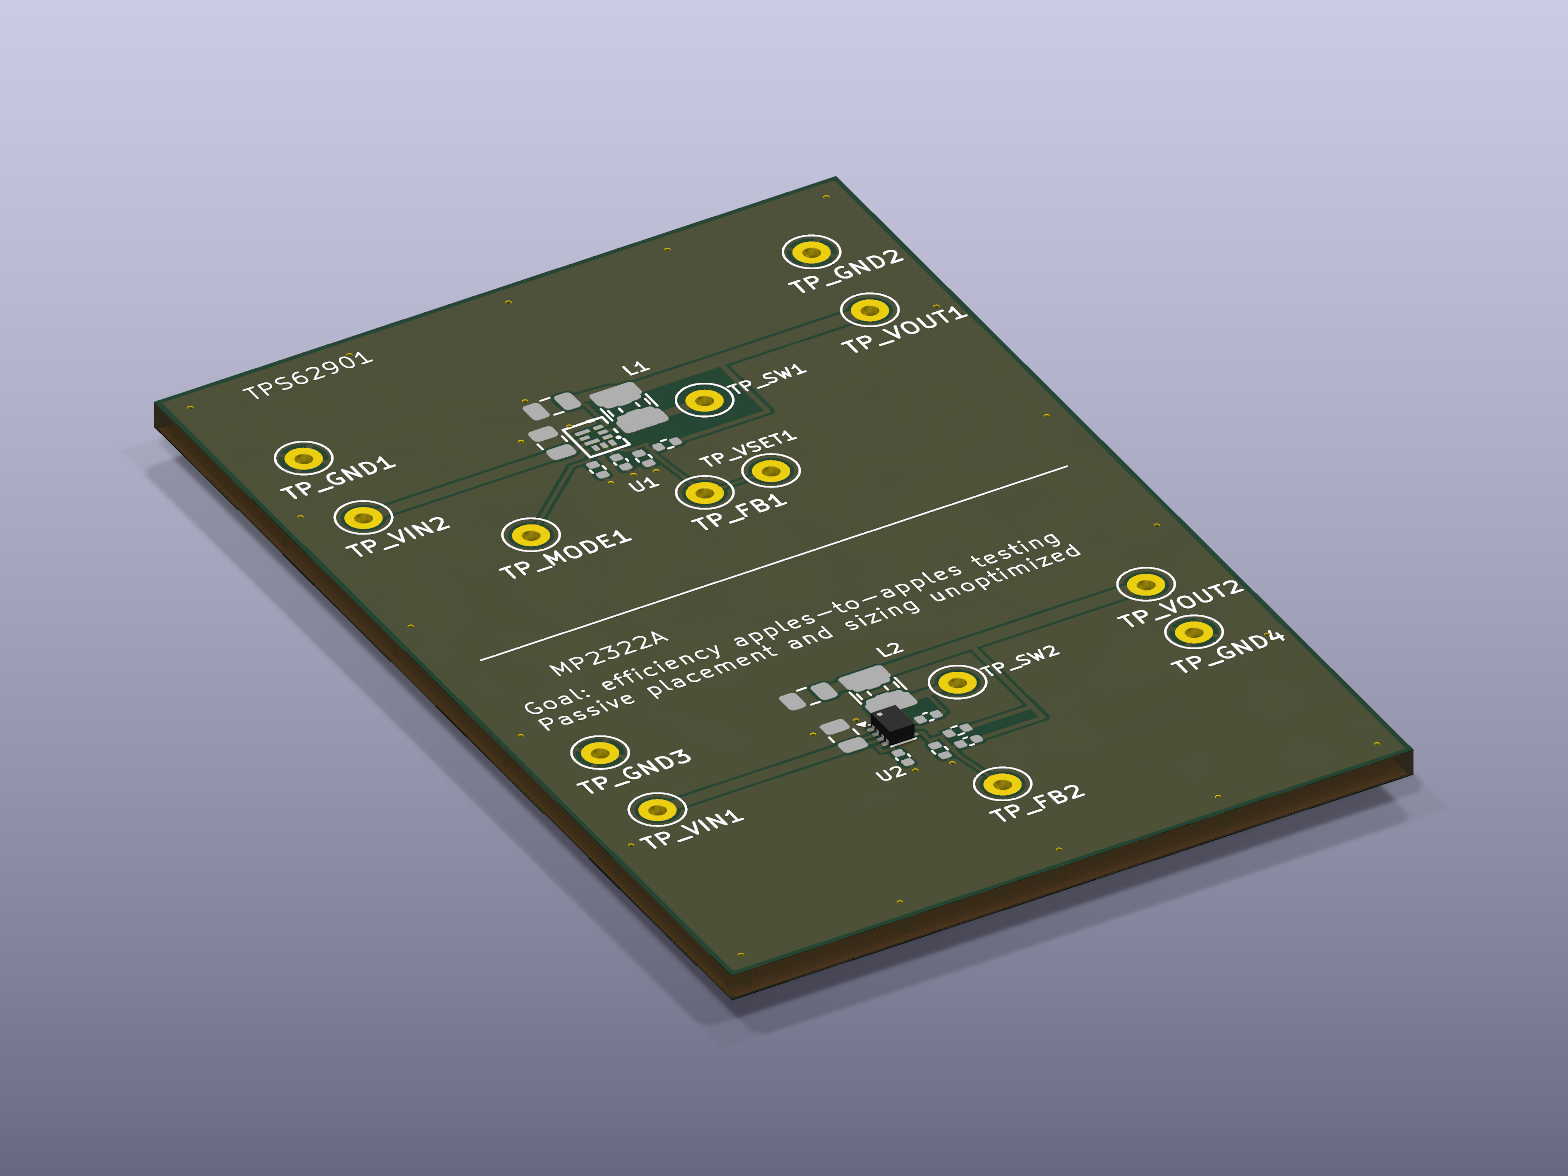 TP_GND2
TP_VOUT1
TPS62901
L1
TP_SW1
TP_GND1
TP_VSET1
U1
TP_FB1
TP_VIN2
TP_MODE1
MP2322A
Goal: efficiency apples-to-apples testing
Passive placement and sizing unoptimized
TP_VOUT2
TP_GND4
L2
TP_SW2
TP_GND3
U2
TP_FB2
TP_VIN1